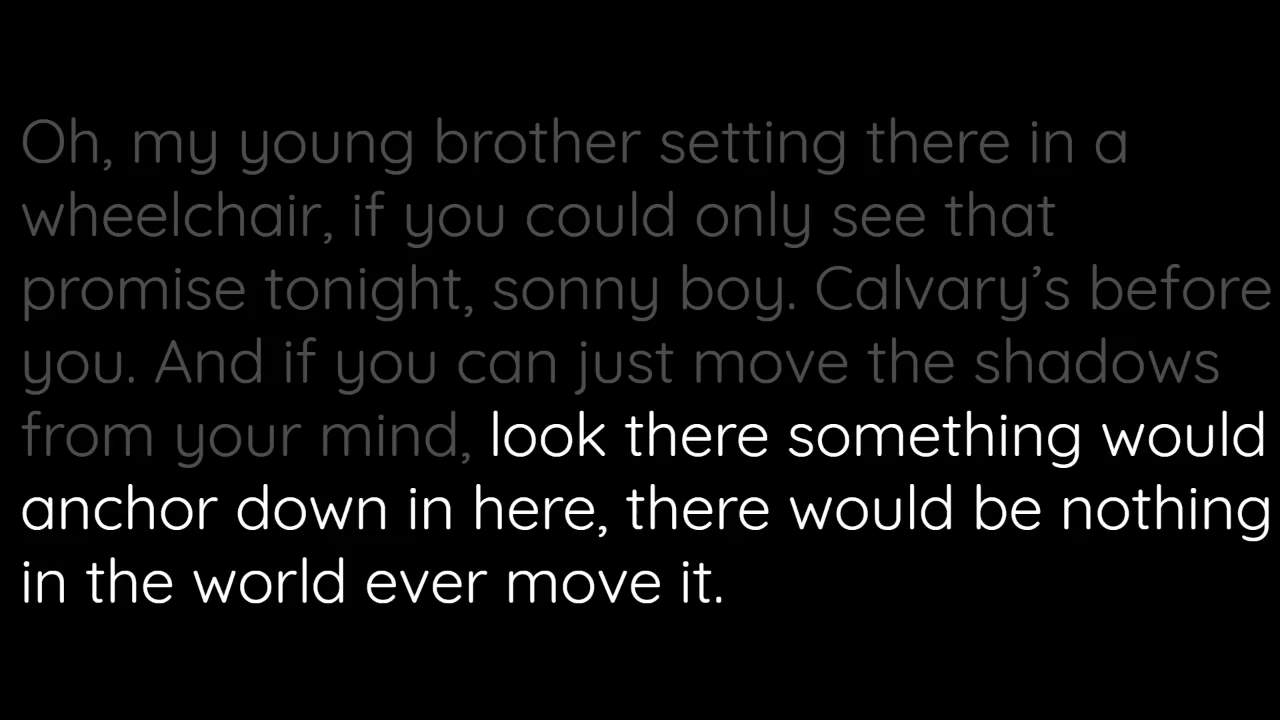 Oh, my young brother setting there in a
wheelchair, if you could only see that
promise tonight, sonny boy. Calvary’s before
you. And if you can just move the shadows
from your mind, look there something would
anchor down in here, there would be nothing
in the world ever move it.